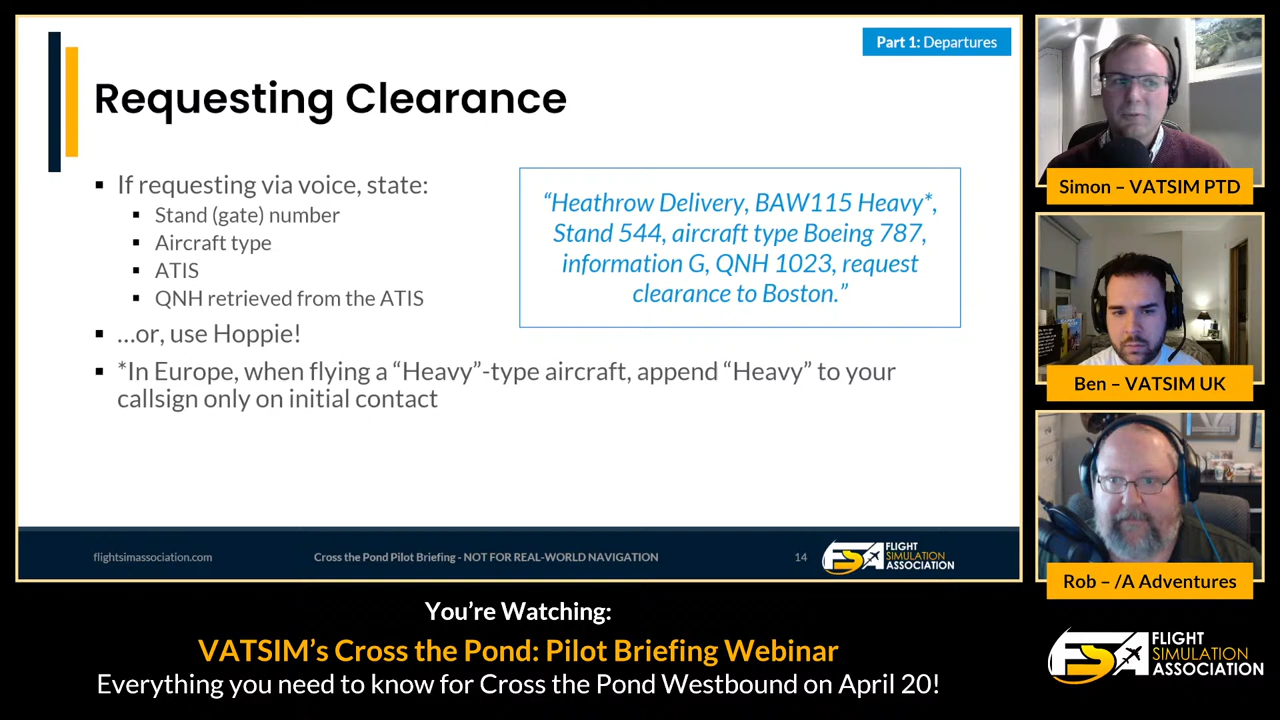 Part 1: Departures
Requesting Clearance
If requesting via voice, state:
Stand (gate) number
Aircraft type
ATIS
QNH retrieved from the ATIS
...or, use Hoppie!
*In Europe, when flying a “Heavy”-type aircraft, append “Heavy” to your
callsign only on initial contact
“Heathrow Delivery, BAW115 Heavy*,
Stand 544, aircraft type Boeing 787,
information G, QNH 1023, request
clearance to Boston.”
flightsimassociation.com
Cross the Pond Pilot Briefing - NOT FOR REAL-WORLD NAVIGATION
14
FSA
FLIGHT
SIMULATION
ASSOCIATION
Simon – VATSIM PTD
Ben – VATSIM UK
Rob – /A Adventures
You’re Watching:
VATSIM’s Cross the Pond: Pilot Briefing Webinar
Everything you need to know for Cross the Pond Westbound on April 20!
FSA
FLIGHT
SIMULATION
ASSOCIATION